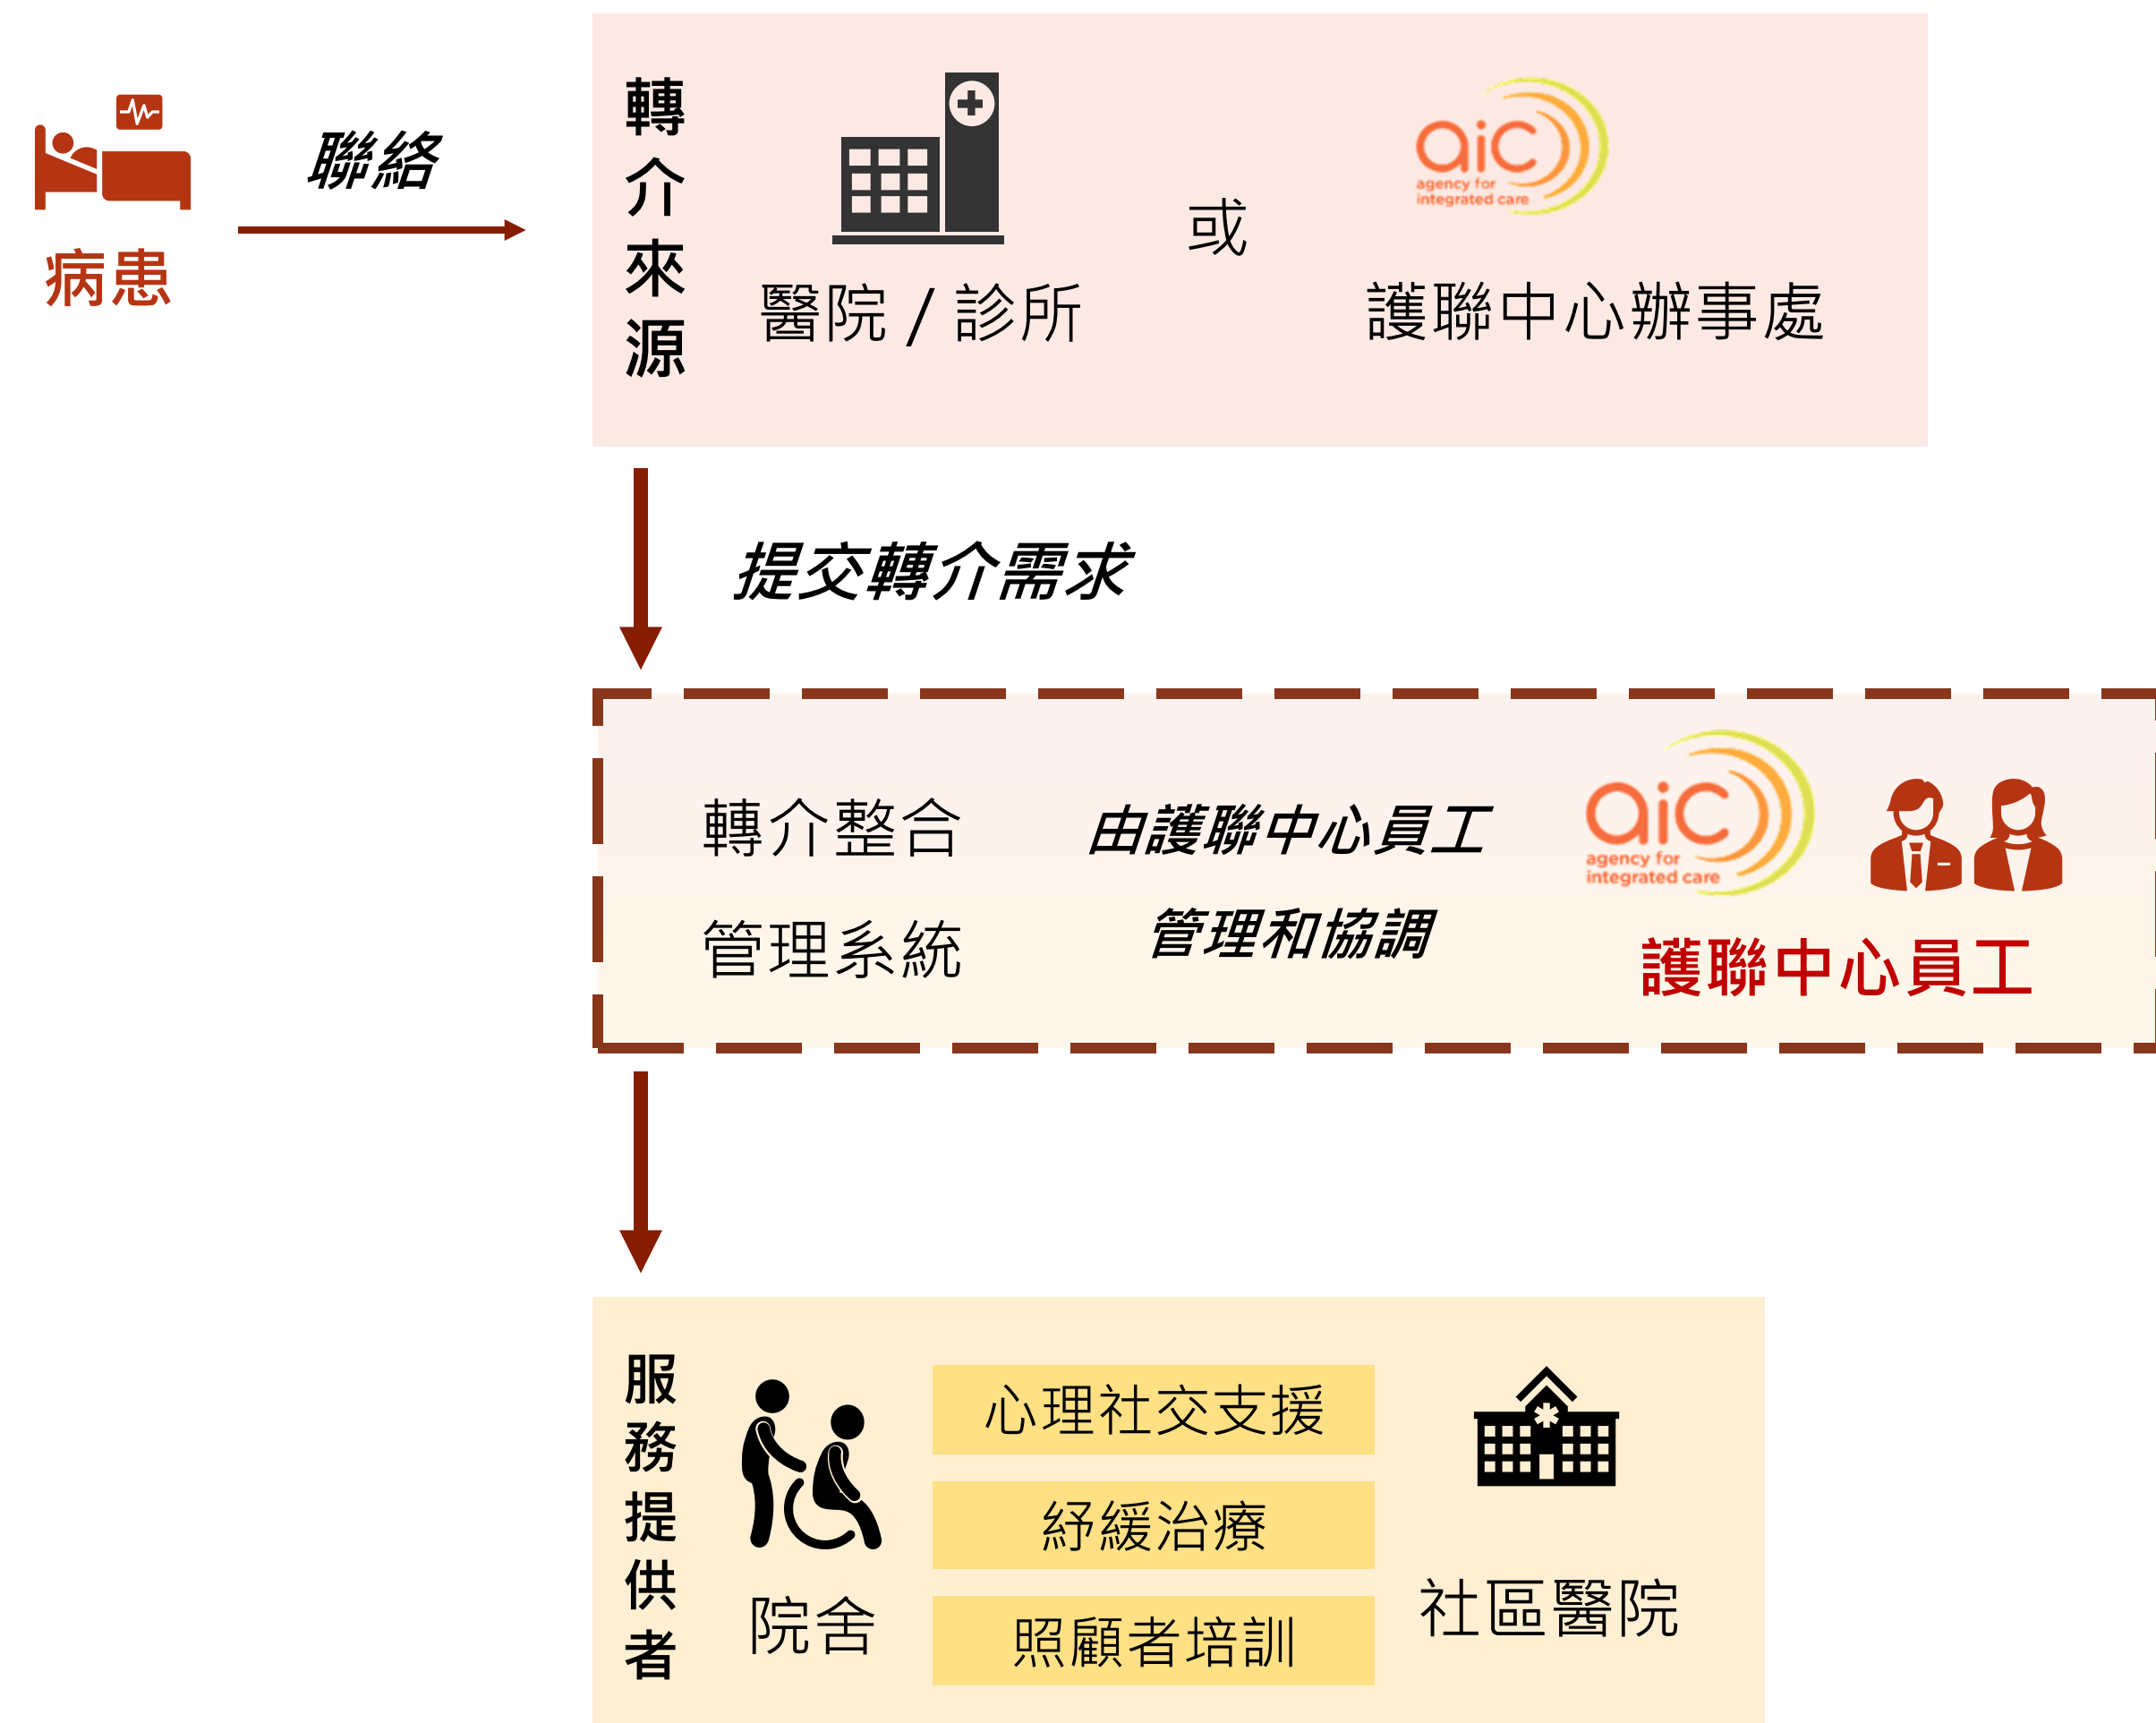 病患
聯絡
轉介來源
醫院 / 診所
或
aic
agency for
integrated care
護聯中心辦事處
提交轉介需求
轉介整合
管理系統
由護聯中心員工
管理和協調
aic
agency for
integrated care
護聯中心員工
服務提供者
院舍
心理社交支援
紓緩治療
照顧者培訓
社區醫院